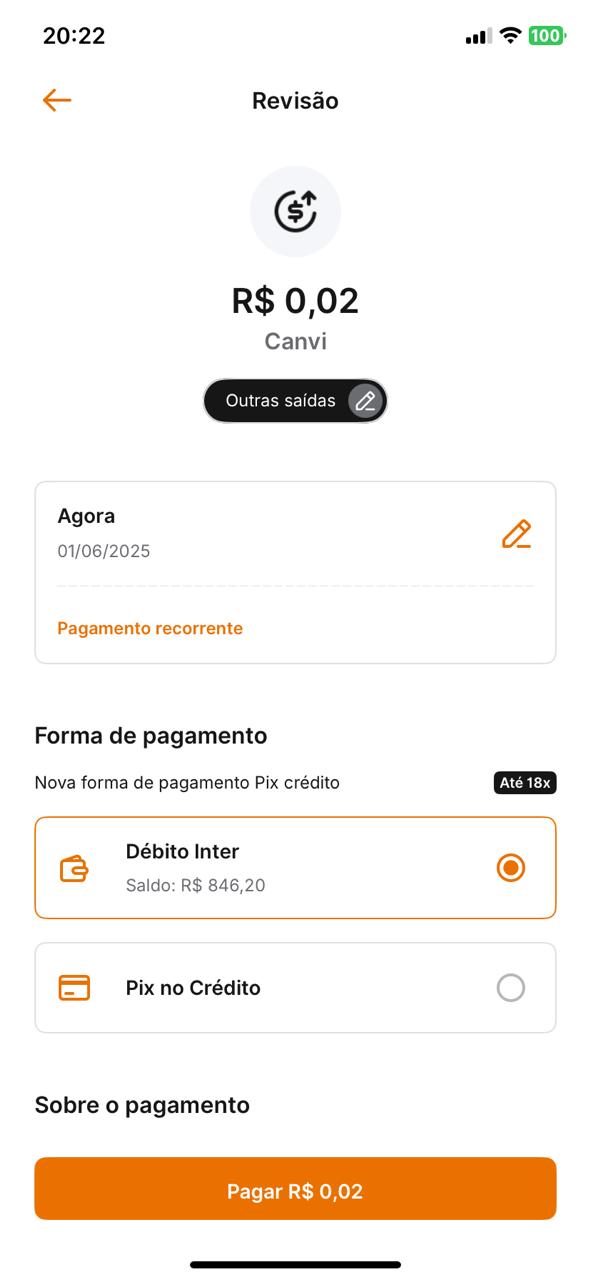 20:22
100
Revisão
R$ 0,02
Canvi
Outras saídas
Agora
01/06/2025
Pagamento recorrente
Forma de pagamento
Nova forma de pagamento Pix crédito
Até 18x
Débito Inter
Saldo: R$ 846,20
Pix no Crédito
Sobre o pagamento
Pagar R$ 0,02